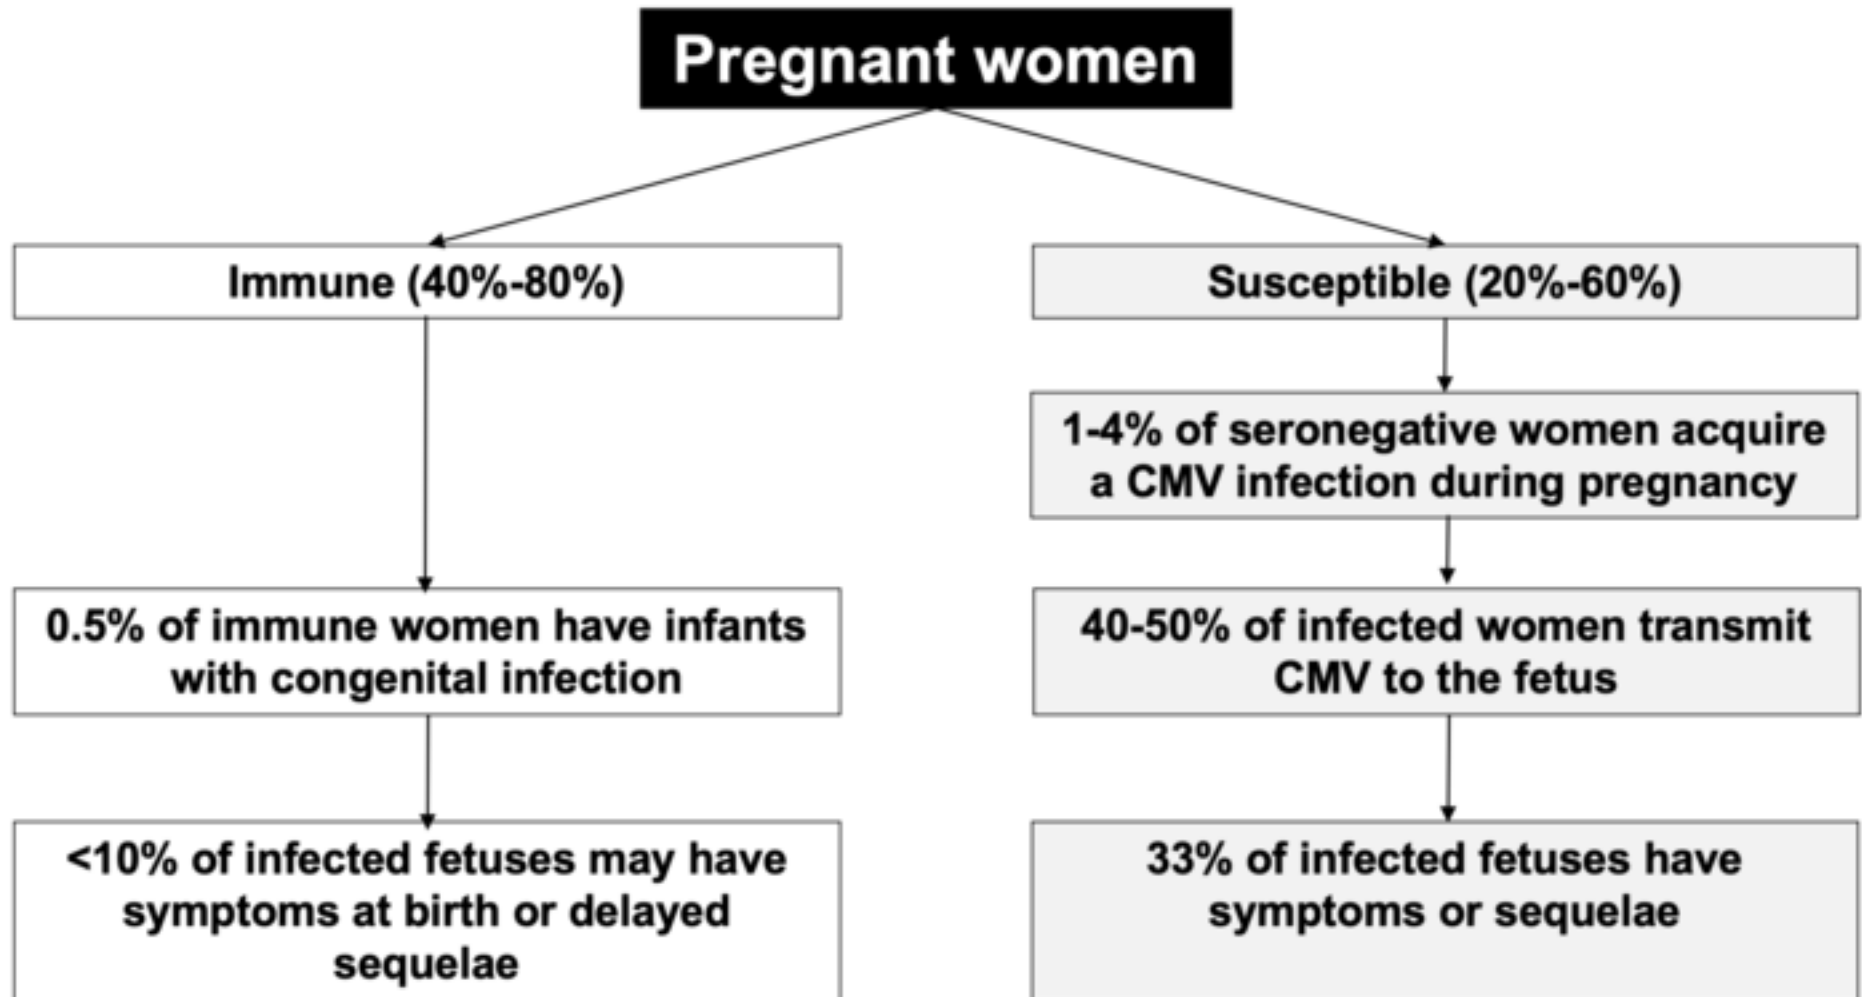 Pregnant women
Immune (40%-80%)
Susceptible (20%-60%)
1-4% of seronegative women acquire
a CMV infection during pregnancy
0.5% of immune women have infants
with congenital infection
40-50% of infected women transmit
CMV to the fetus
<10% of infected fetuses may have
symptoms at birth or delayed
sequelae
33% of infected fetuses have
symptoms or sequelae